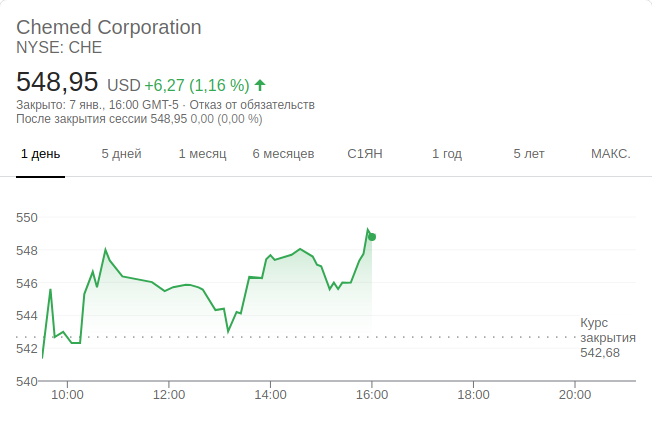 Chemed Corporation
NYSE: CHE
548,95 USD +6,27 (1,16 %)
Закрыто: 7 янв., 16:00 GMT-5 · Отказ от обязательств
После закрытия сессии 548,95 0,00 (0,00 %)
1 день 5 дней 1 месяц 6 месяцев С1ЯН 1 год 5 лет МАКС.
550
548
546
544
542
540
Курс
закрытия
542,68
10:00 12:00 14:00 16:00 18:00 20:00